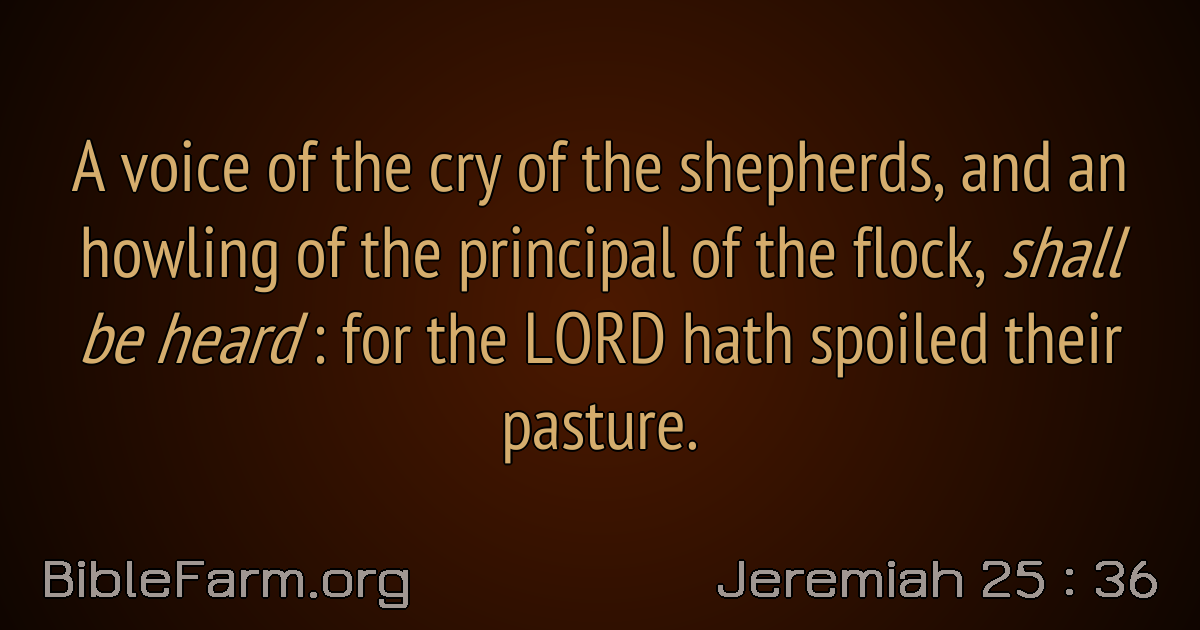 A voice of the cry of the shepherds, and an
howling of the principal of the flock, shall
be heard : for the LORD hath spoiled their
pasture.
BibleFarm.org
Jeremiah 25 : 36